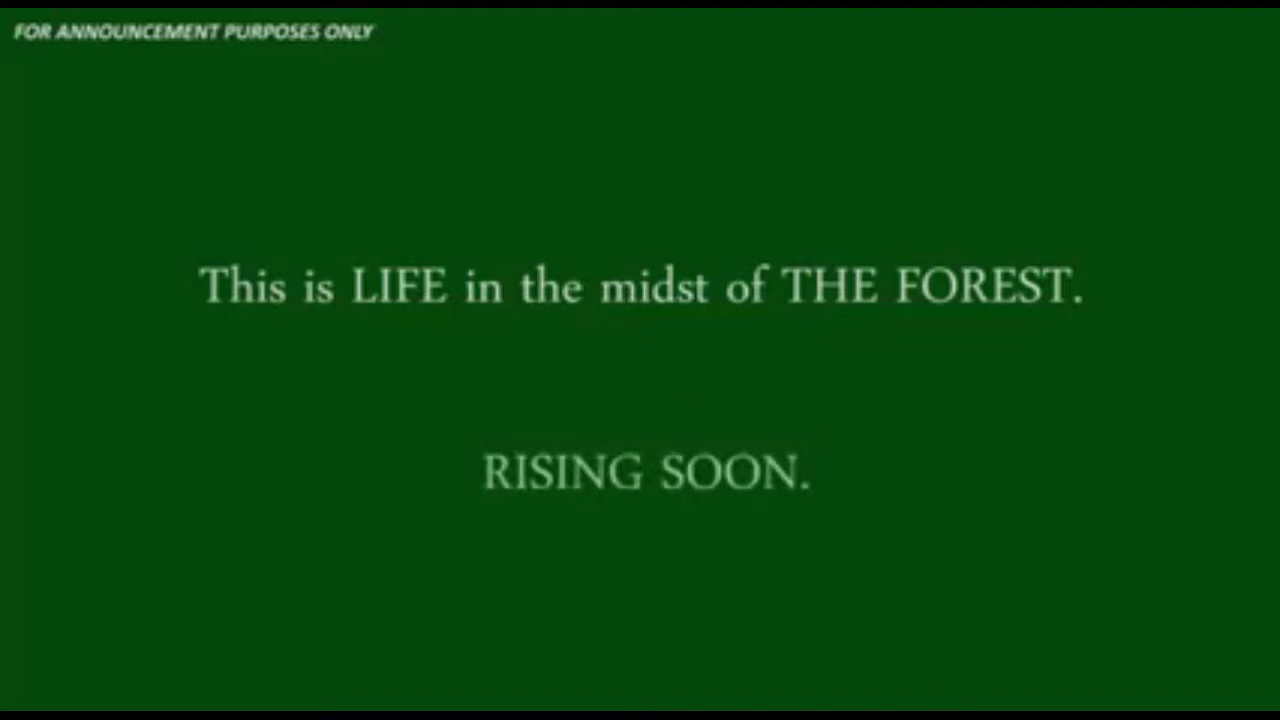 FOR ANNOUNCEMENT PURPOSES ONLY
This is LIFE in the midst of THE FOREST.
RISING SOON.